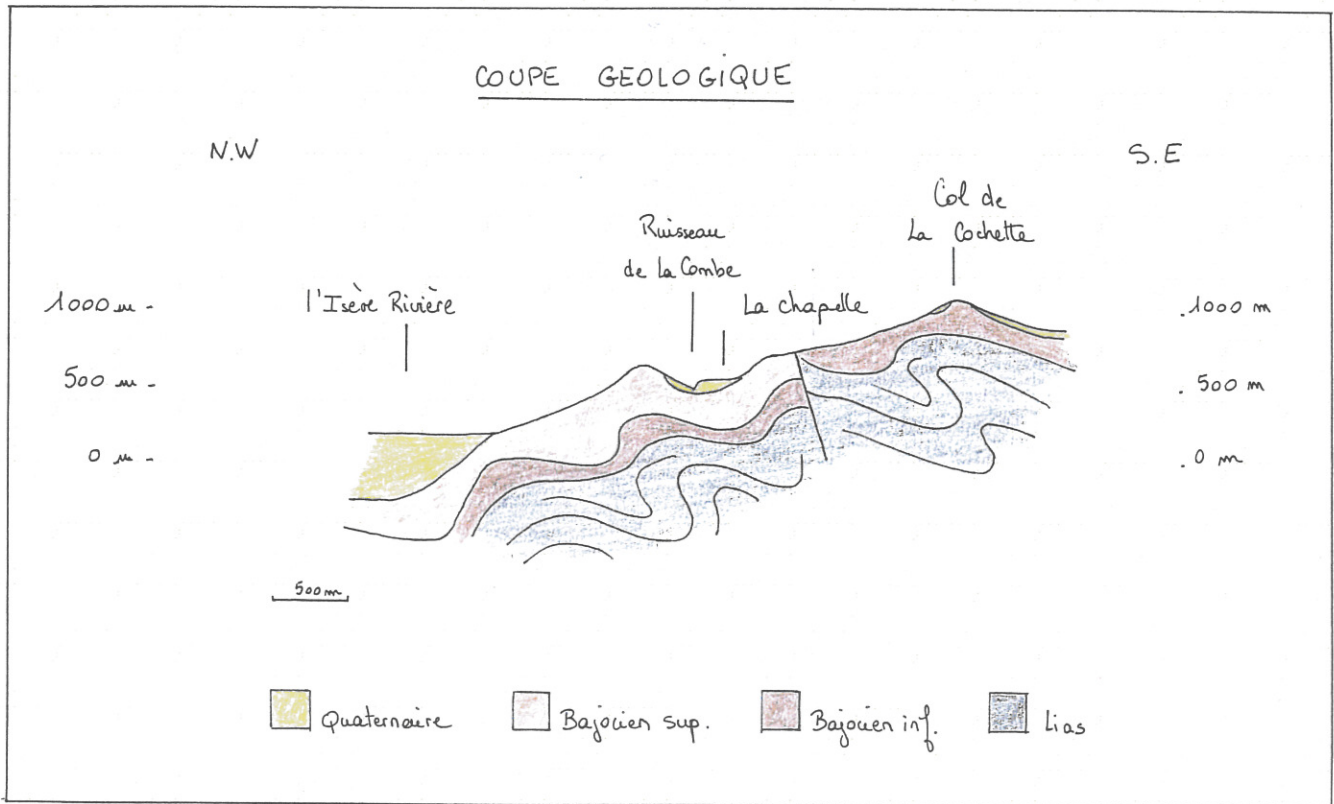 COUPE GEOLOGIQUE
N.W
S.E
Col de
La Cochette
Ruisseau
de la Combe
l'Isère Rivière
La chapelle
1000 m -
. 1000 m
500 m -
. 500 m
0 m -
. 0 m
500 m
Quaternaire
Bajocien sup.
Bajocien inf.
Lias